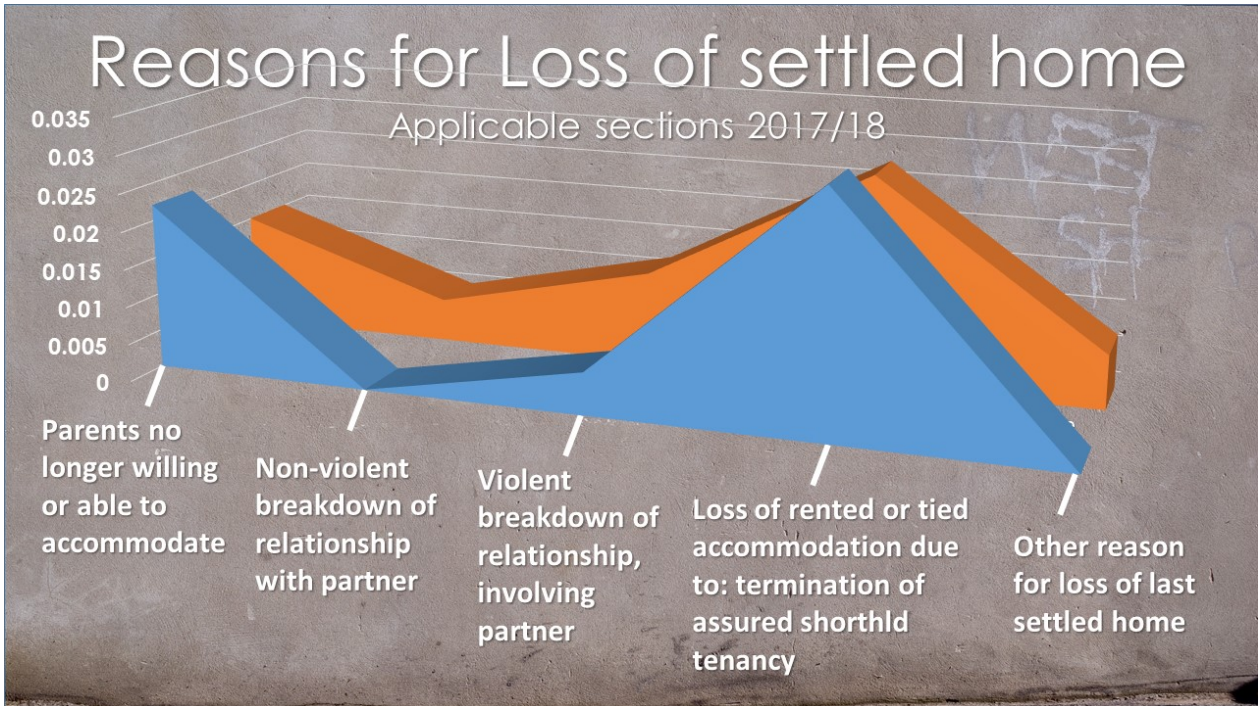 Reasons for Loss of settled home
Applicable sections 2017/18
0.035
0.03
0.025
0.02
0.015
0.01
0.005
0
Parents no
longer willing
or able to
accommodate
Non-violent
breakdown of
relationship
with partner
Violent
breakdown of
relationship,
involving
partner
Loss of rented or tied
accommodation due
to: termination of
assured shorthld
tenancy
Other reason
for loss of last
settled home